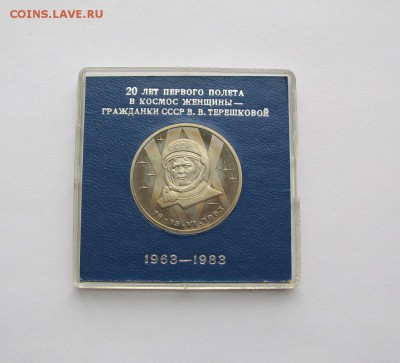 COINS.LAVE.RU
20 ЛЕТ ПЕРВОГО ПОЛЕТА
В КОСМОС ЖЕНЩИНЫ—
ГРАЖДАНКИ СССР В. В. ТЕРЕШКОВОЙ
1963—1983